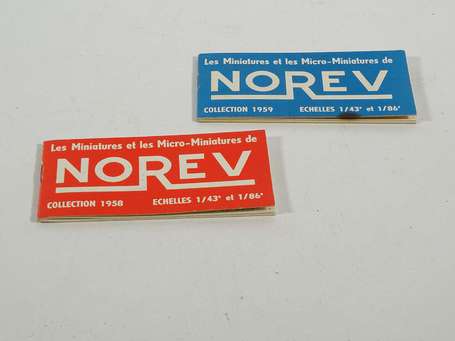 Les Miniatures et les Micro-Miniatures de
NOREV
COLLECTION 1959 ECHELLES 1/43e et 1/86e
Les Miniatures et les Micro-Miniatures de
NOREV
COLLECTION 1958 ECHELLES 1/43e et 1/86e